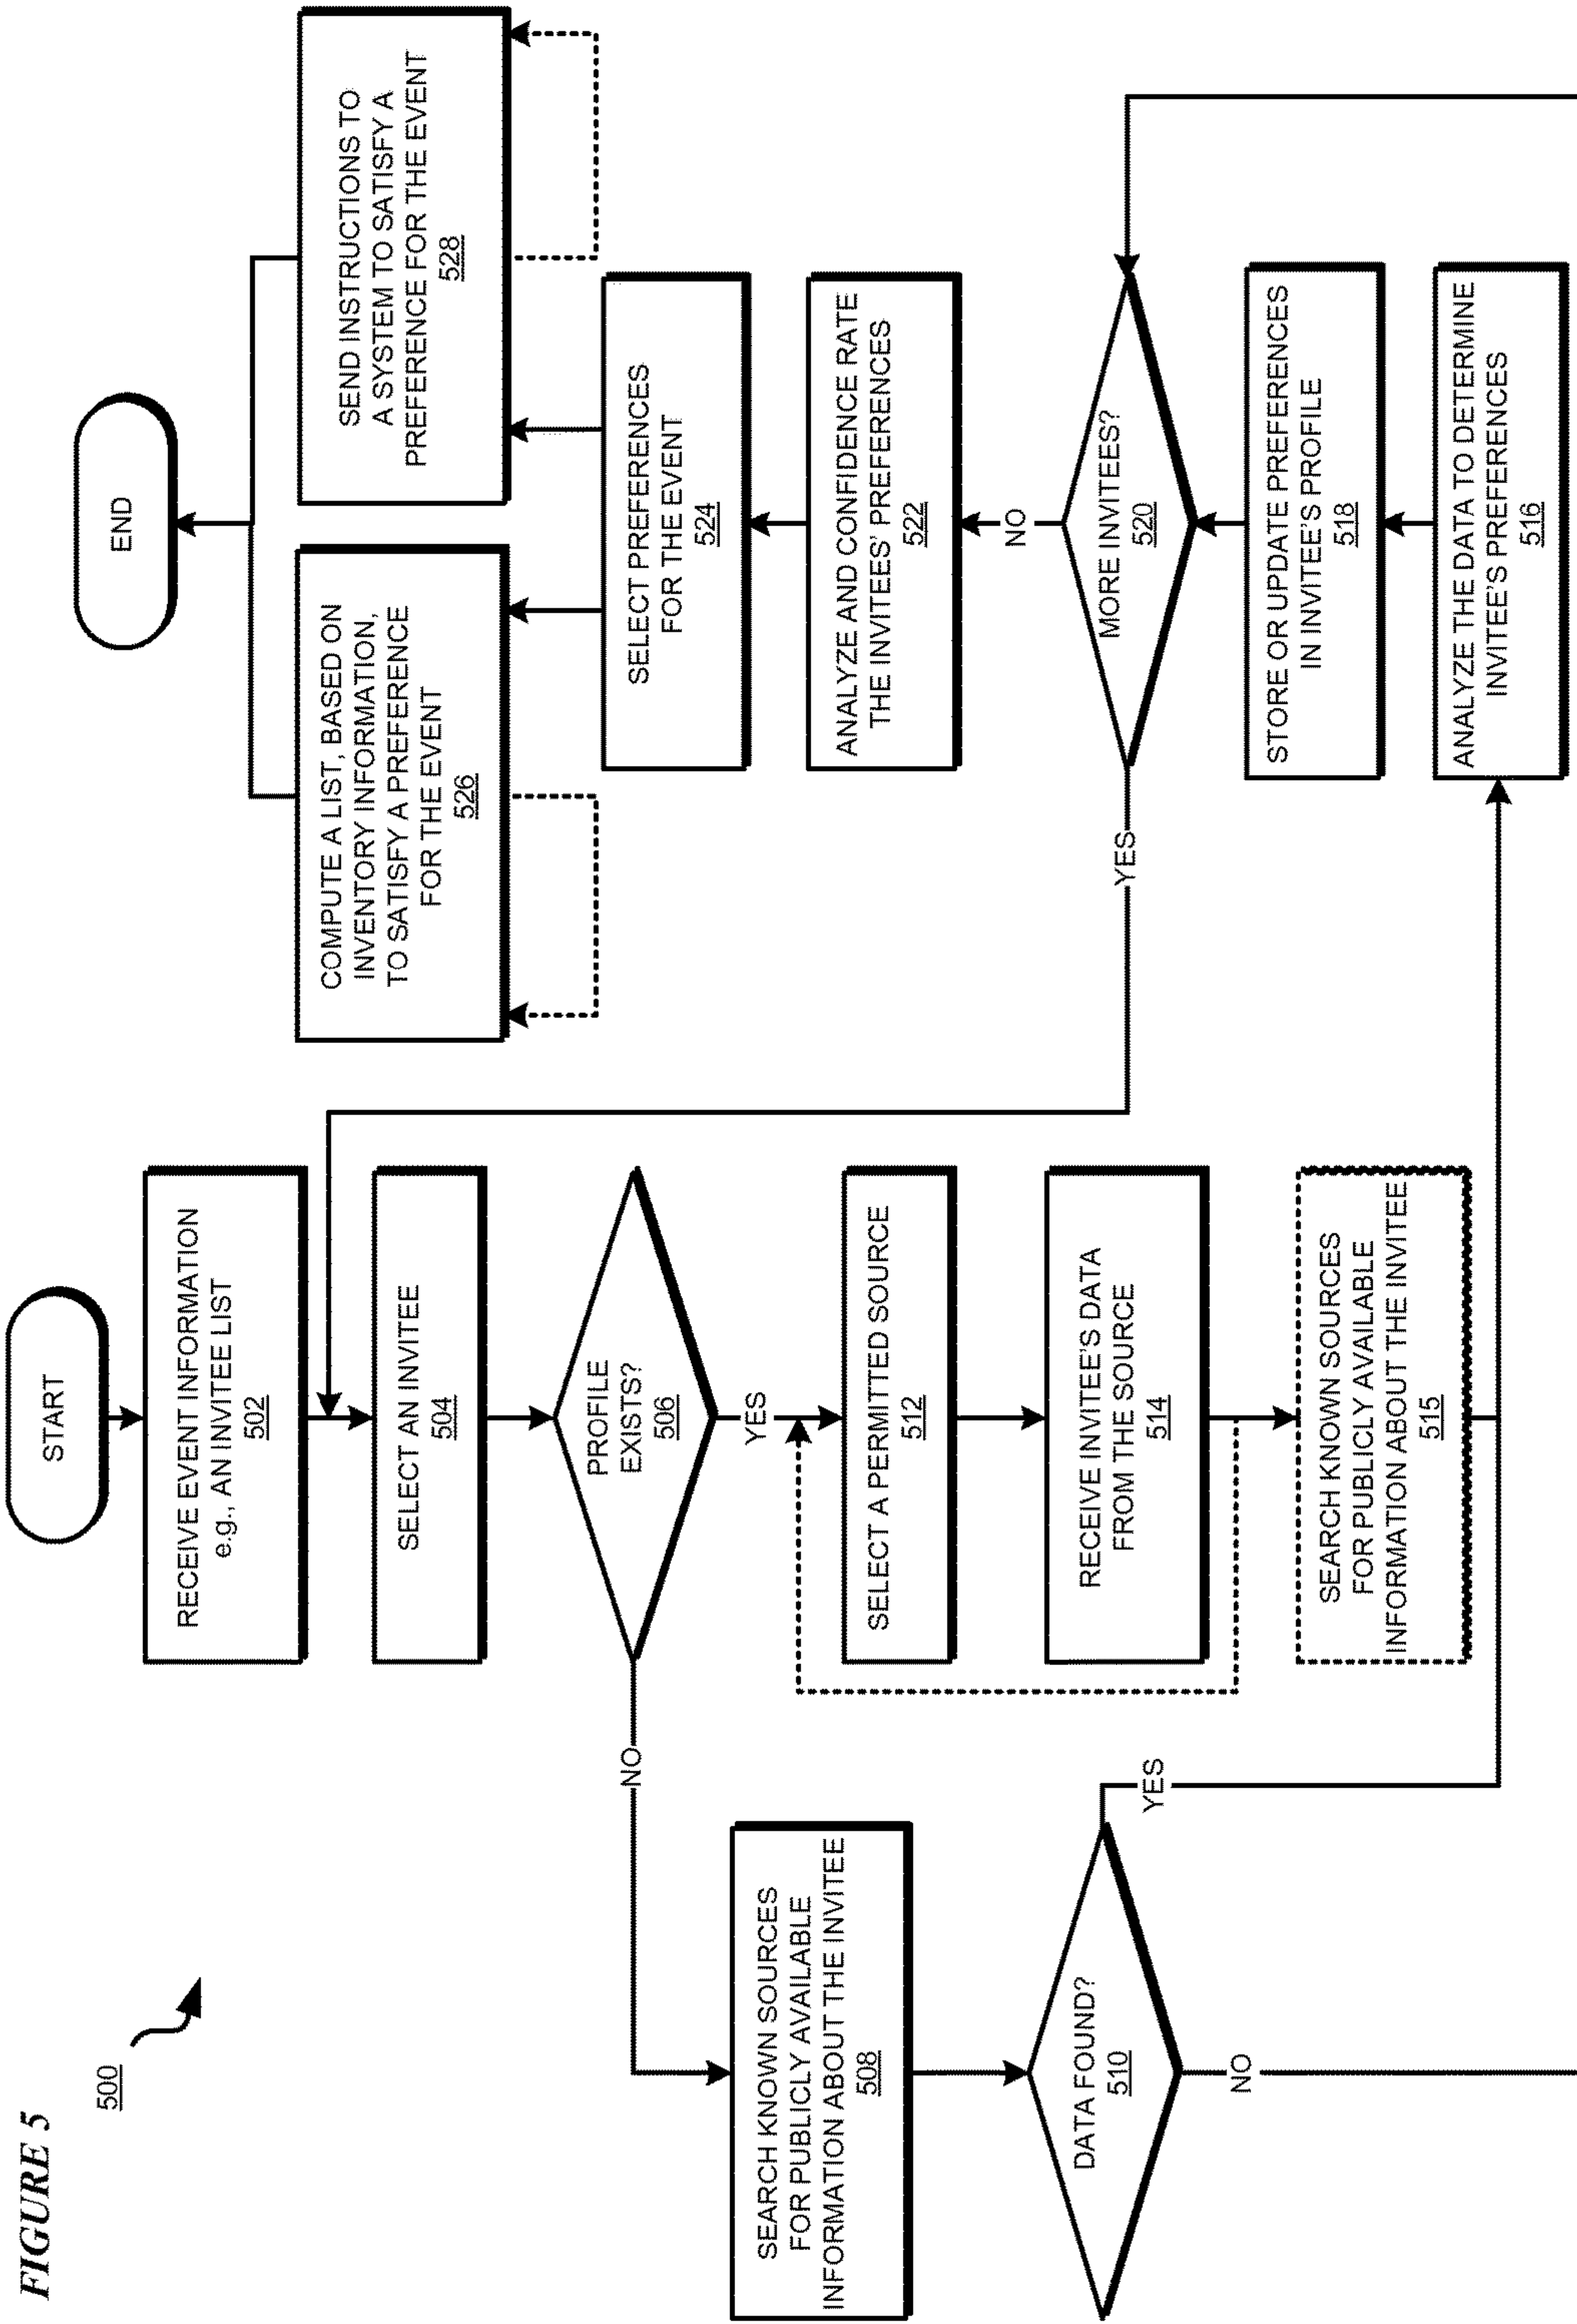 FIGURE 5
500
START
RECEIVE EVENT INFORMATION
e.g., AN INVITEE LIST
502
SELECT AN INVITEE
504
PROFILE
EXISTS?
506
NO
YES
SEARCH KNOWN SOURCES
FOR PUBLICLY AVAILABLE
INFORMATION ABOUT THE INVITEE
508
DATA FOUND?
510
YES
NO
SELECT A PERMITTED SOURCE
512
RECEIVE INVITEE'S DATA
FROM THE SOURCE
514
SEARCH KNOWN SOURCES
FOR PUBLICLY AVAILABLE
INFORMATION ABOUT THE INVITEE
515
END
COMPUTE A LIST, BASED ON
INVENTORY INFORMATION,
TO SATISFY A PREFERENCE
FOR THE EVENT
526
SEND INSTRUCTIONS TO
A SYSTEM TO SATISFY A
PREFERENCE FOR THE EVENT
528
SELECT PREFERENCES
FOR THE EVENT
524
ANALYZE AND CONFIDENCE RATE
THE INVITEES' PREFERENCES
522
NO
YES
MORE INVITEES?
520
STORE OR UPDATE PREFERENCES
IN INVITEE'S PROFILE
518
ANALYZE THE DATA TO DETERMINE
INVITEE'S PREFERENCES
516